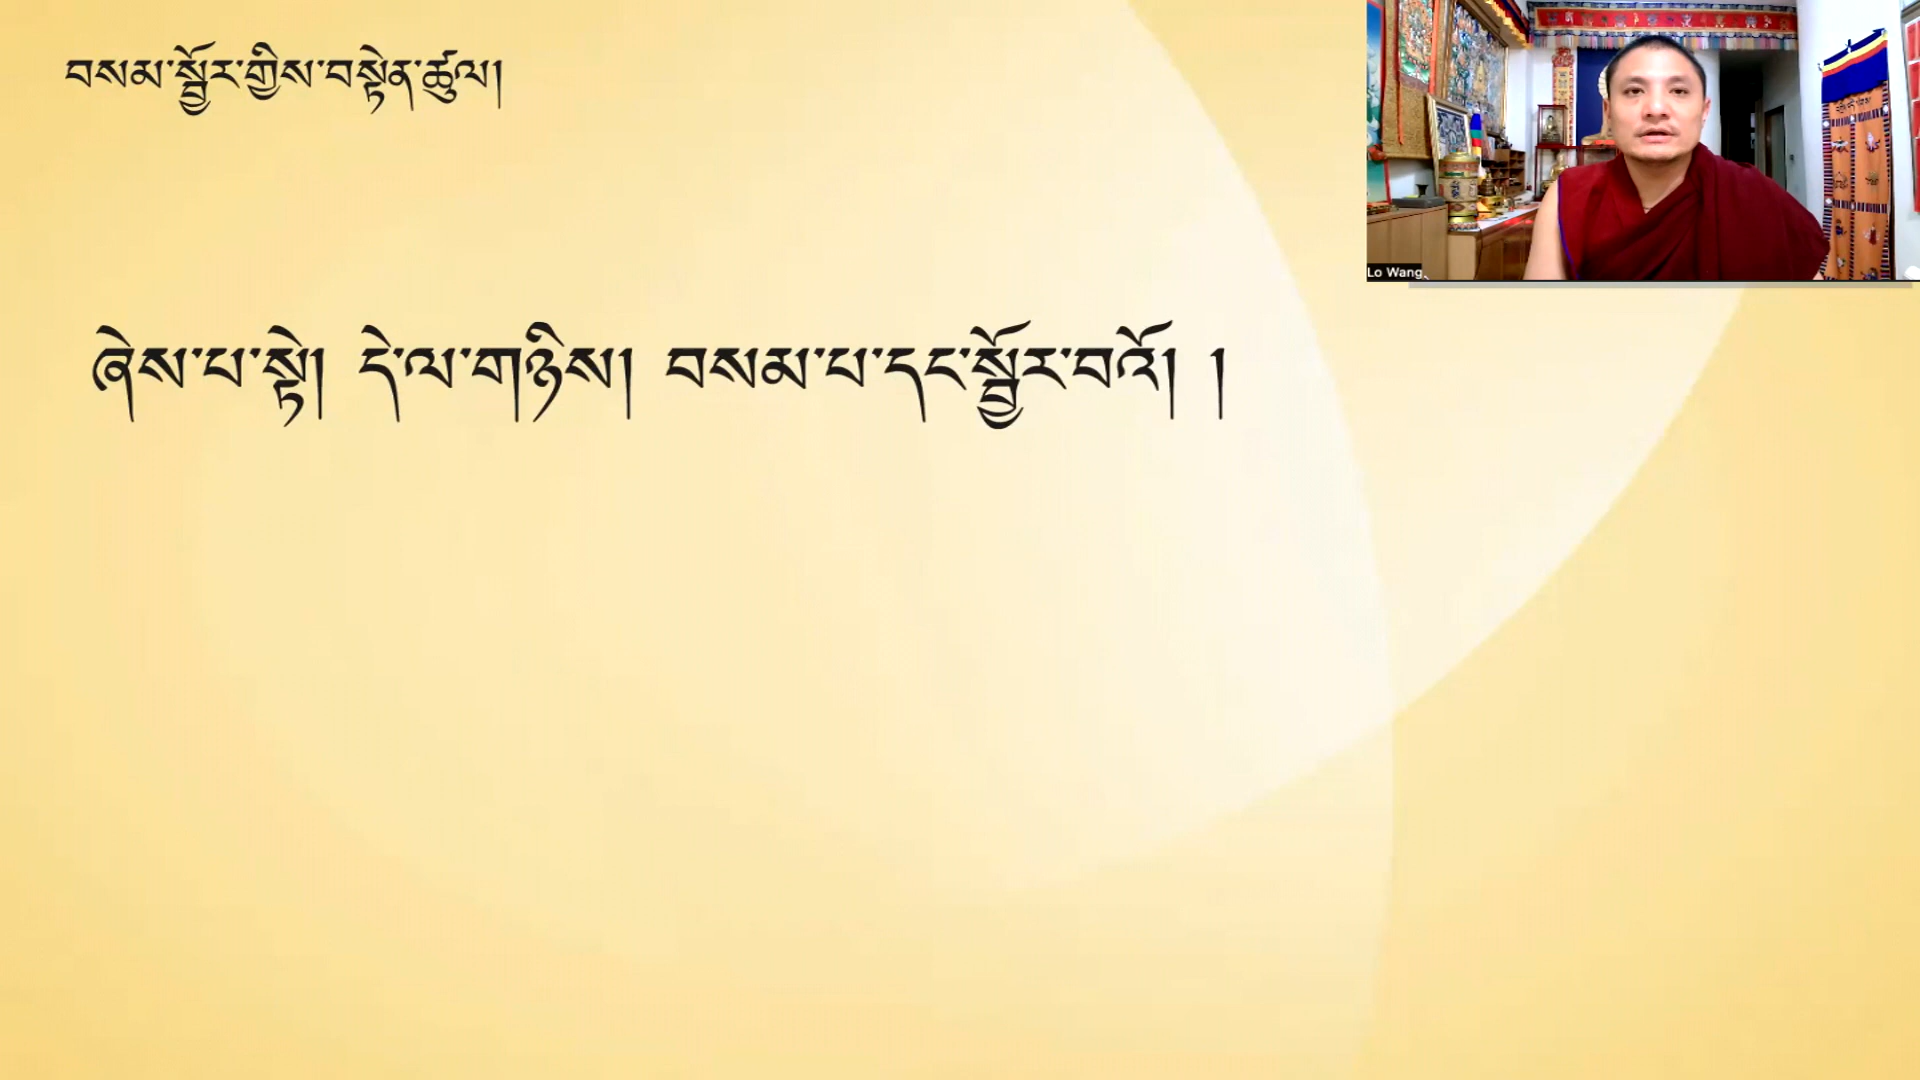 བསམ་སྦྱོར་གྱིས་བསྟེན་ཚུལ།
ཞེས་པ་སྟེ། དེ་ལ་གཉིས། བསམ་པ་དང་སྦྱོར་བའོ། །
Lo Wang